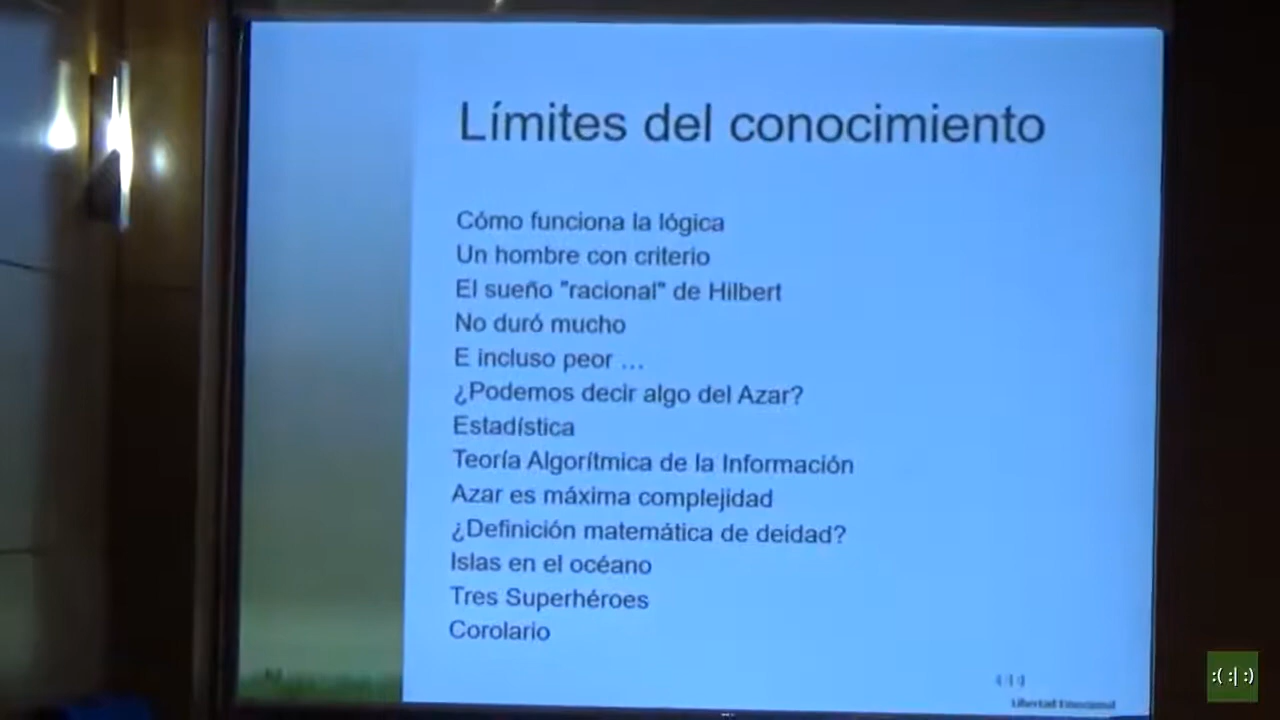 Límites del conocimiento
Cómo funciona la lógica
Un hombre con criterio
El sueño "racional" de Hilbert
No duró mucho
E incluso peor ...
¿Podemos decir algo del Azar?
Estadística
Teoría Algorítmica de la Información
Azar es máxima complejidad
¿Definición matemática de deidad?
Islas en el océano
Tres Superhéroes
Corolario
Libertad Emocional
:( :| :)